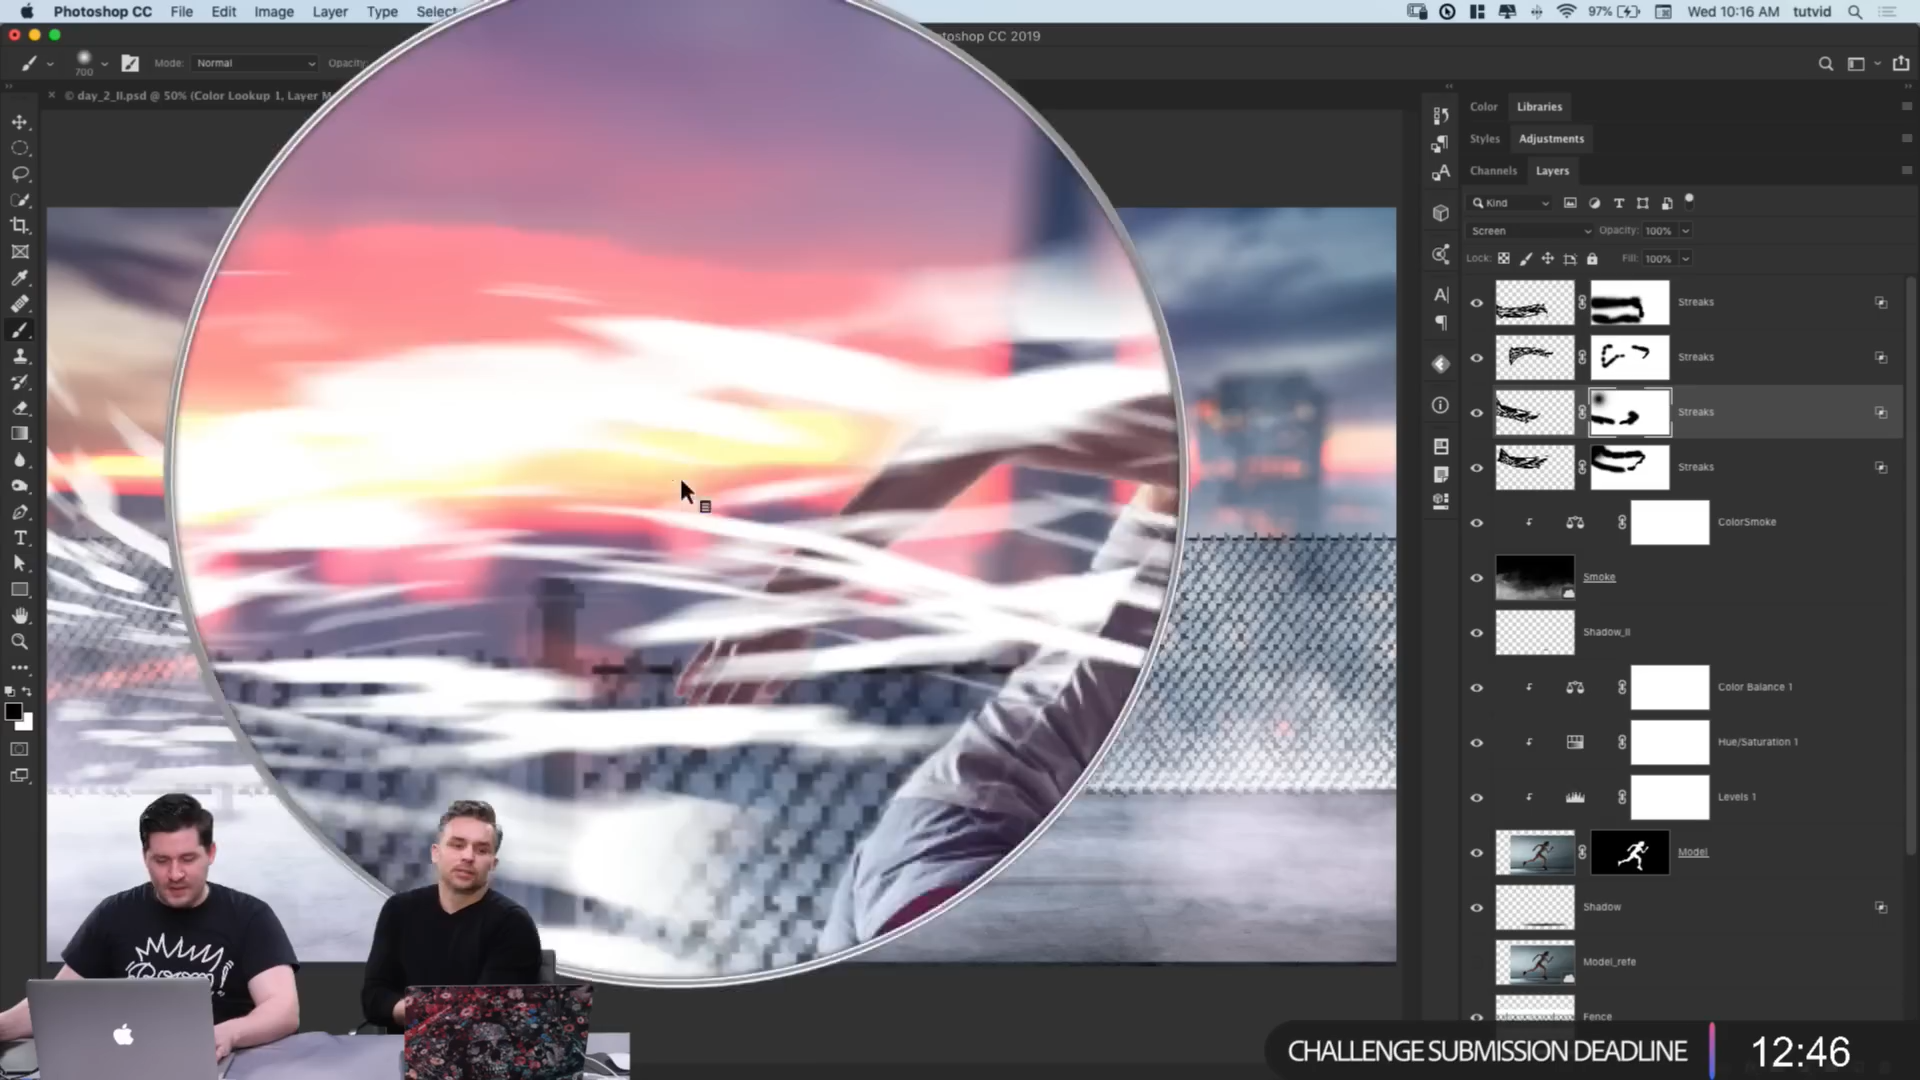 Photoshop CC File Edit Image Layer Type Select 97% Wed 10:16 AM tutvid
toshop CC 2019
700 Mode: Normal Opacity:
© day_2_II.psd @ 50% (Color Lookup 1, Layer M
Color Libraries
Styles Adjustments
Channels Layers
Kind
Screen Opacity: 100%
Lock: Fill: 100%
Streaks
Streaks
Streaks
Streaks
ColorSmoke
Smoke
Shadow_II
Color Balance 1
Hue/Saturation 1
Levels 1
Model
Shadow
Model_refe
Fence
Boom!
CHALLENGE SUBMISSION DEADLINE 12:46